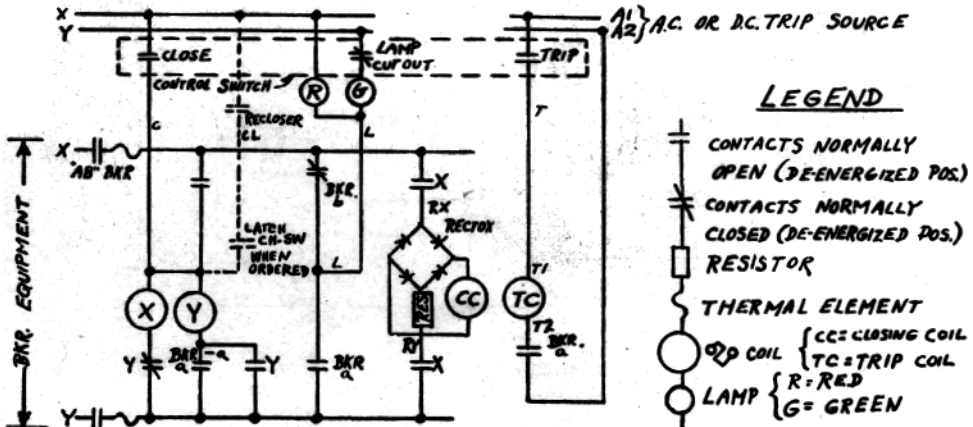 X
Y
A1
A2 } A.C. OR D.C. TRIP SOURCE
CLOSE
LAMP
CUTOUT
TRIP
CONTROL SWITCH
R
G
RECLOSER
CL
C
L
T
LEGEND
CONTACTS NORMALLY
OPEN (DE-ENERGIZED POS.)
CONTACTS NORMALLY
CLOSED (DE-ENERGIZED POS.)
RESISTOR
THERMAL ELEMENT
COIL { CC=CLOSING COIL
TC=TRIP COIL
LAMP { R=RED
G=GREEN
BKR. EQUIPMENT
X
"AB" BKR
BKR.
b
X
RX
RECTOX
LATCH
CH-SW
WHEN
ORDERED
L
X
Y
RES
CC
T1
TC
T2
RY
Y
BKR
a
-a
Y
BKR
a
X
BKR.
a
Y